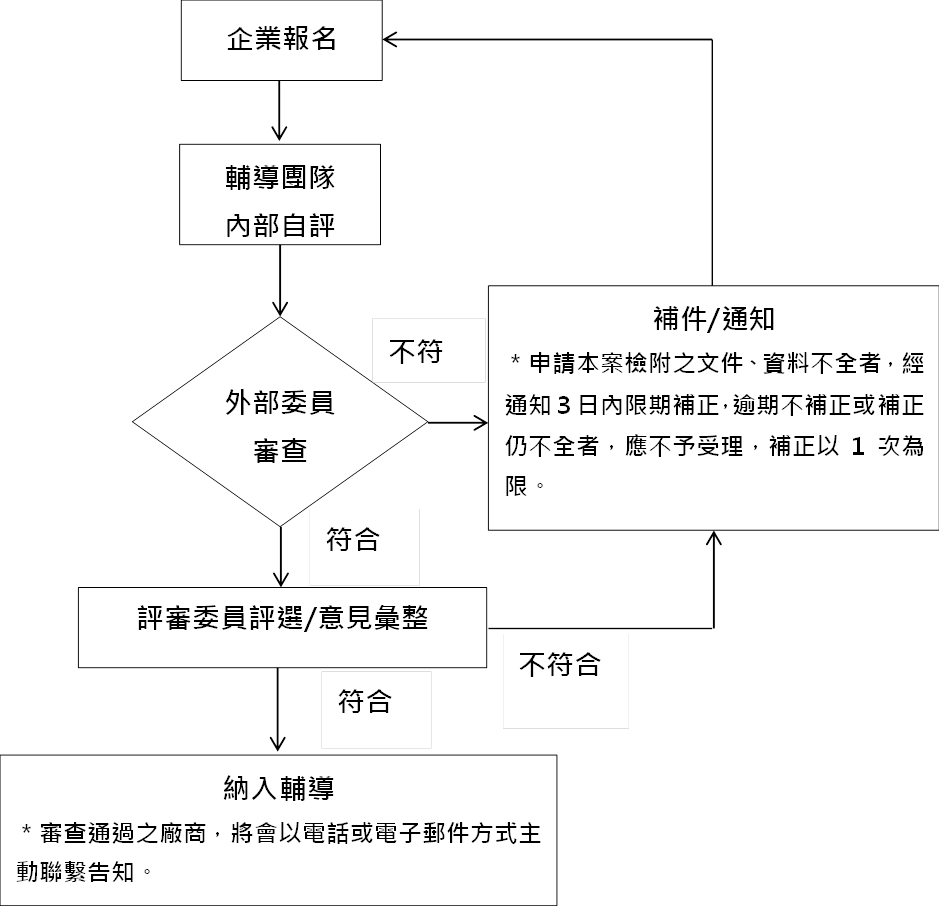 企業報名
輔導團隊
內部自評
不符
外部委員
審查
補件/通知
*申請本案檢附之文件、資料不全者，經
通知3日內限期補正，逾期不補正或補正
仍不全者，應不予受理，補正以 1 次為
限。
符合
評審委員評選/意見彙整
不符合
符合
納入輔導
*審查通過之廠商，將會以電話或電子郵件方式主
動聯繫告知。